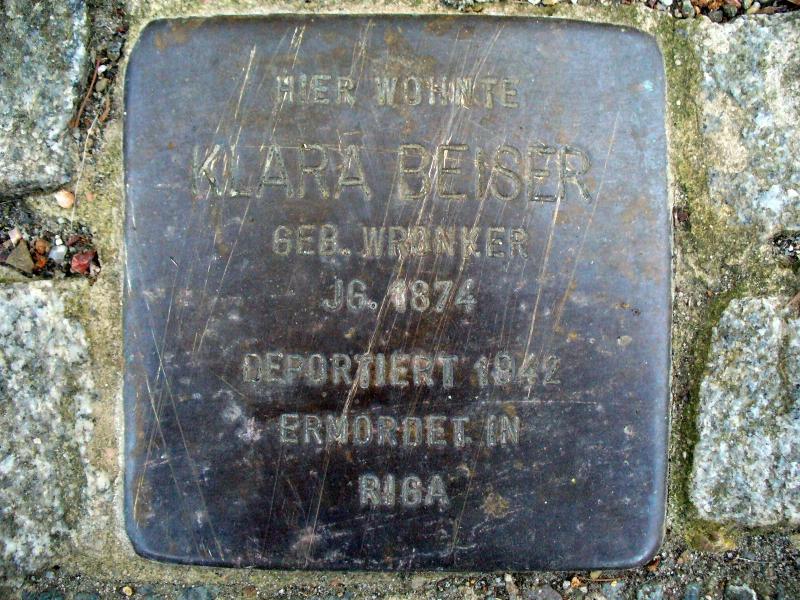 HIER WOHNTE
KLARA BEISER
GEB. WRONKER
JG. 1874
DEPORTIERT 1942
ERMORDET IN
RIGA